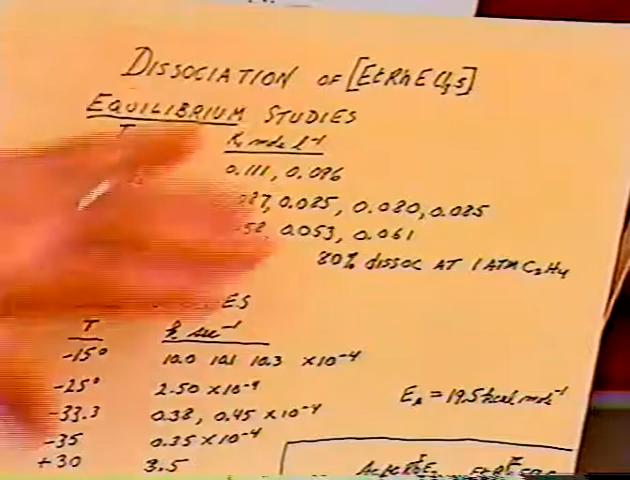 DISSOCIATION OF [EtRhECl₄S]
EQUILIBRIUM STUDIES
T K, mole l⁻¹
0.111, 0.096
0.025, 0.020, 0.025
0.053, 0.061
80% dissoc AT 1 ATM C₂H₄
ES
T k sec⁻¹
-15° 10.0 10.1 10.3 ×10⁻⁴
-25° 2.50 ×10⁻⁴
-33.3 0.38, 0.45 ×10⁻⁴
Eₐ = 19.5 kcal mole⁻¹
-35 0.35 ×10⁻⁴
+30 3.5